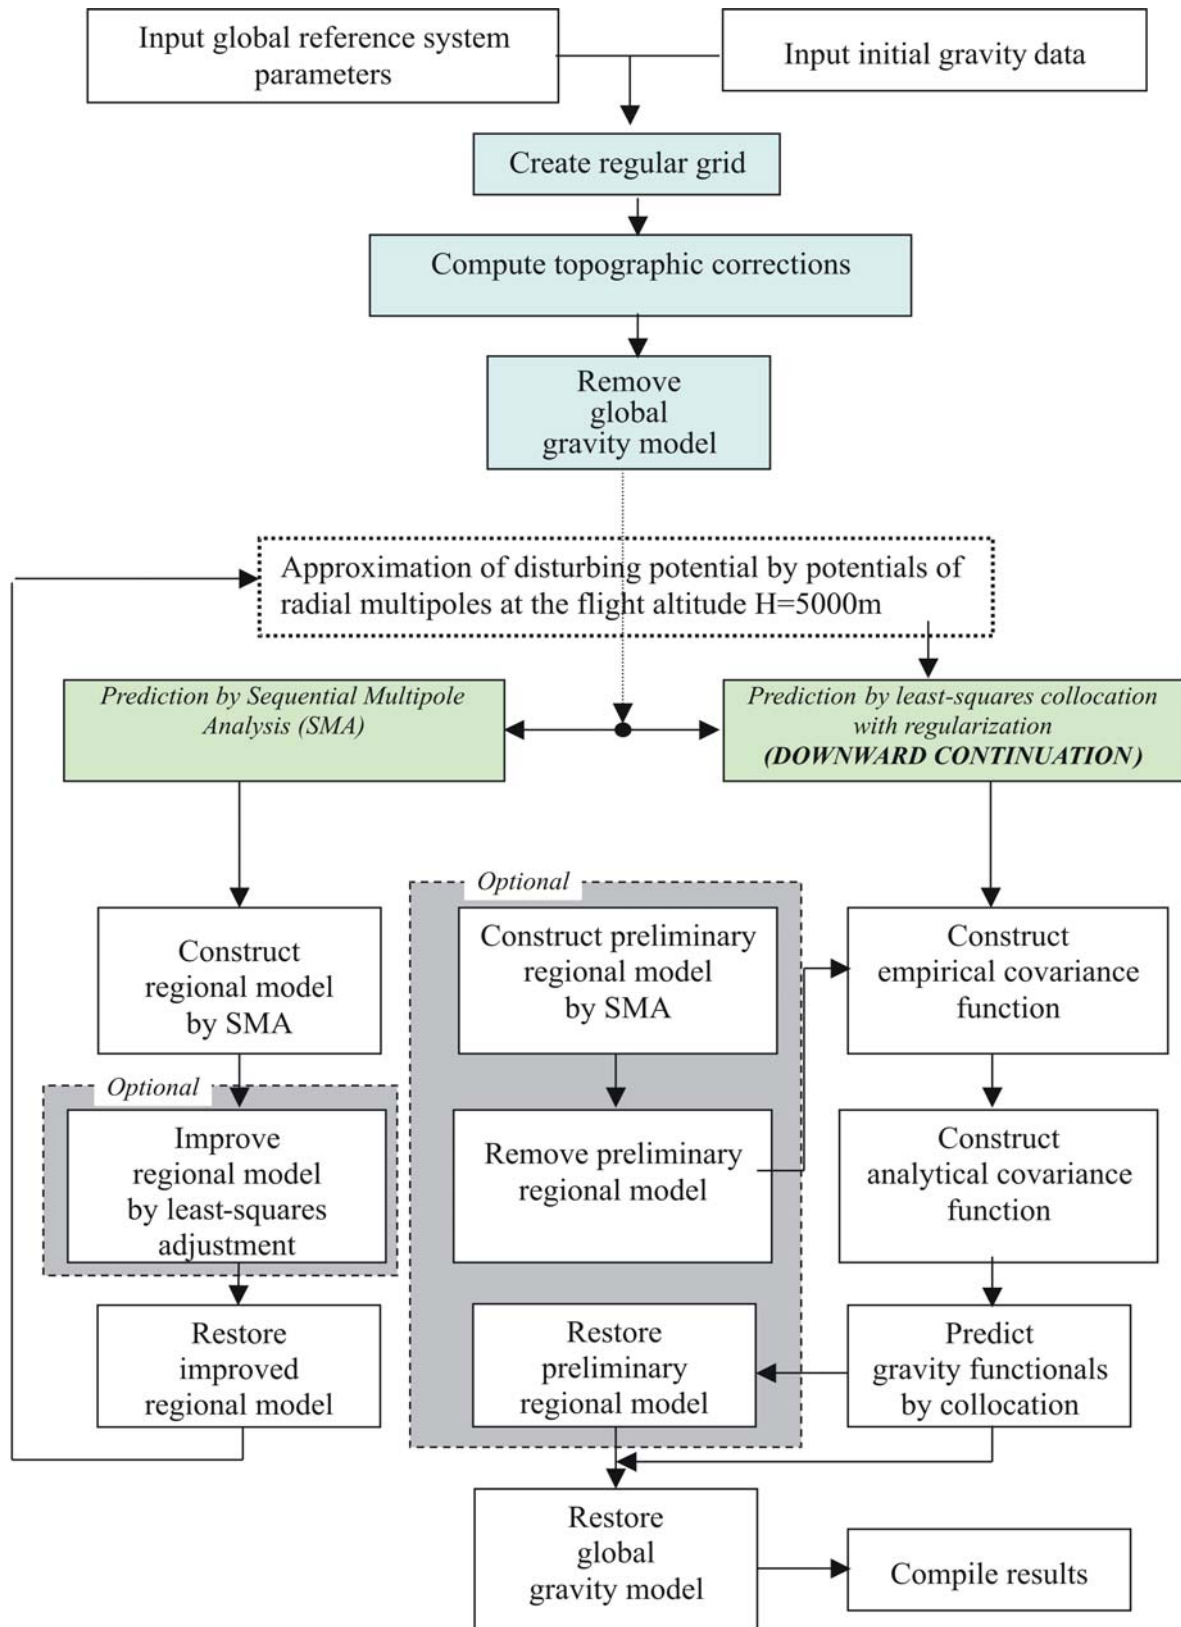 Input global reference system
parameters
Input initial gravity data
Create regular grid
Compute topographic corrections
Remove
global
gravity model
Approximation of disturbing potential by potentials of
radial multipoles at the flight altitude H=5000m
Prediction by Sequential Multipole
Analysis (SMA)
Prediction by least-squares collocation
with regularization
(DOWNWARD CONTINUATION)
Construct
regional model
by SMA
Optional
Improve
regional model
by least-squares
adjustment
Restore
improved
regional model
Optional
Construct preliminary
regional model
by SMA
Remove preliminary
regional model
Restore
preliminary
regional model
Construct
empirical covariance
function
Construct
analytical covariance
function
Predict
gravity functionals
by collocation
Restore
global
gravity model
Compile results